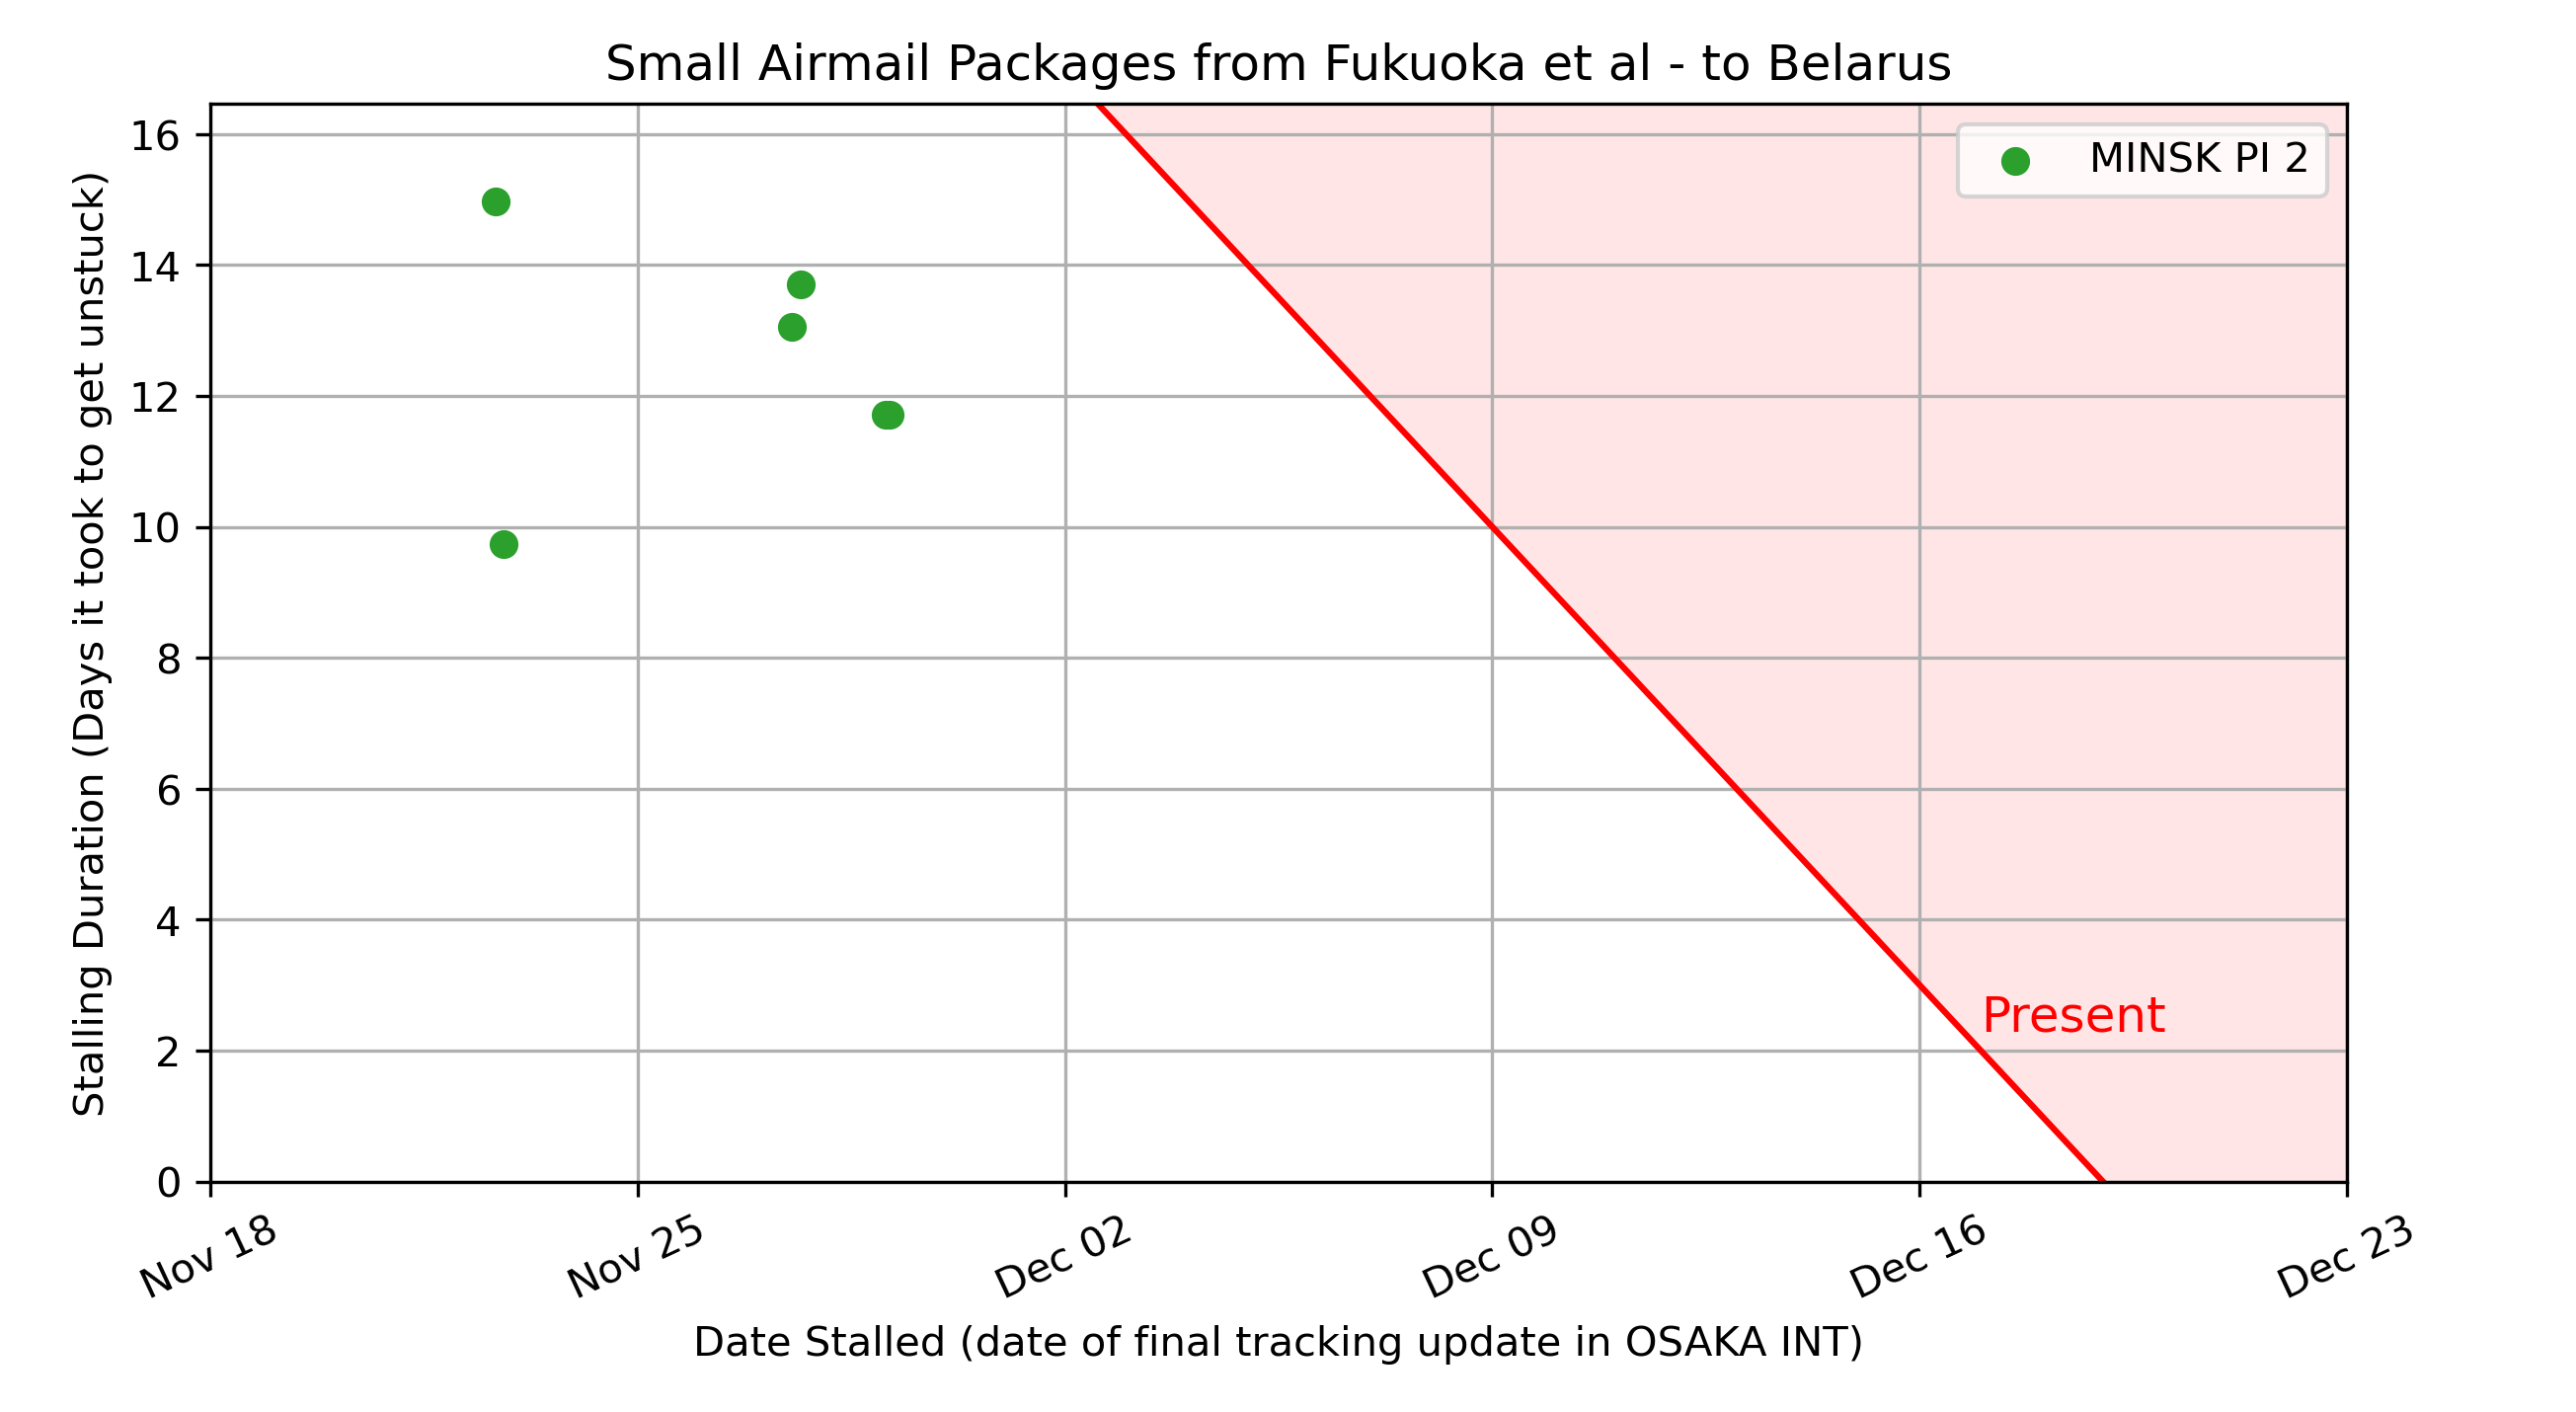 Small Airmail Packages from Fukuoka et al - to Belarus
MINSK PI 2
16
14
12
10
8
6
4
2
0
Stalling Duration (Days it took to get unstuck)
Present
Nov 18
Nov 25
Dec 02
Dec 09
Dec 16
Dec 23
Date Stalled (date of final tracking update in OSAKA INT)